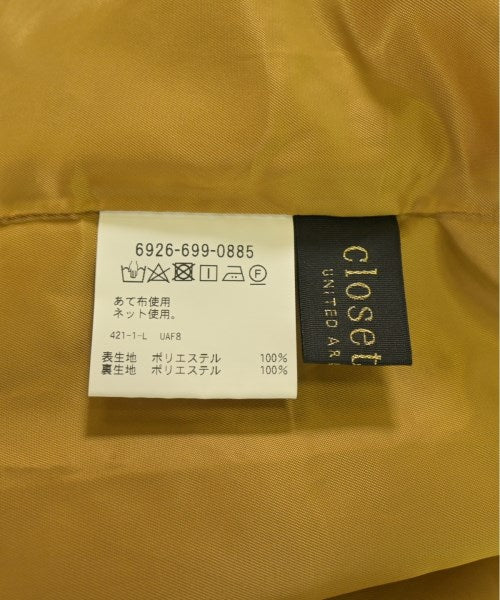 6926-699-0885
あて布使用
ネット使用。
421-1-L UAF8
表生地 ポリエステル 100%
裏生地 ポリエステル 100%
closet
UNITED AR